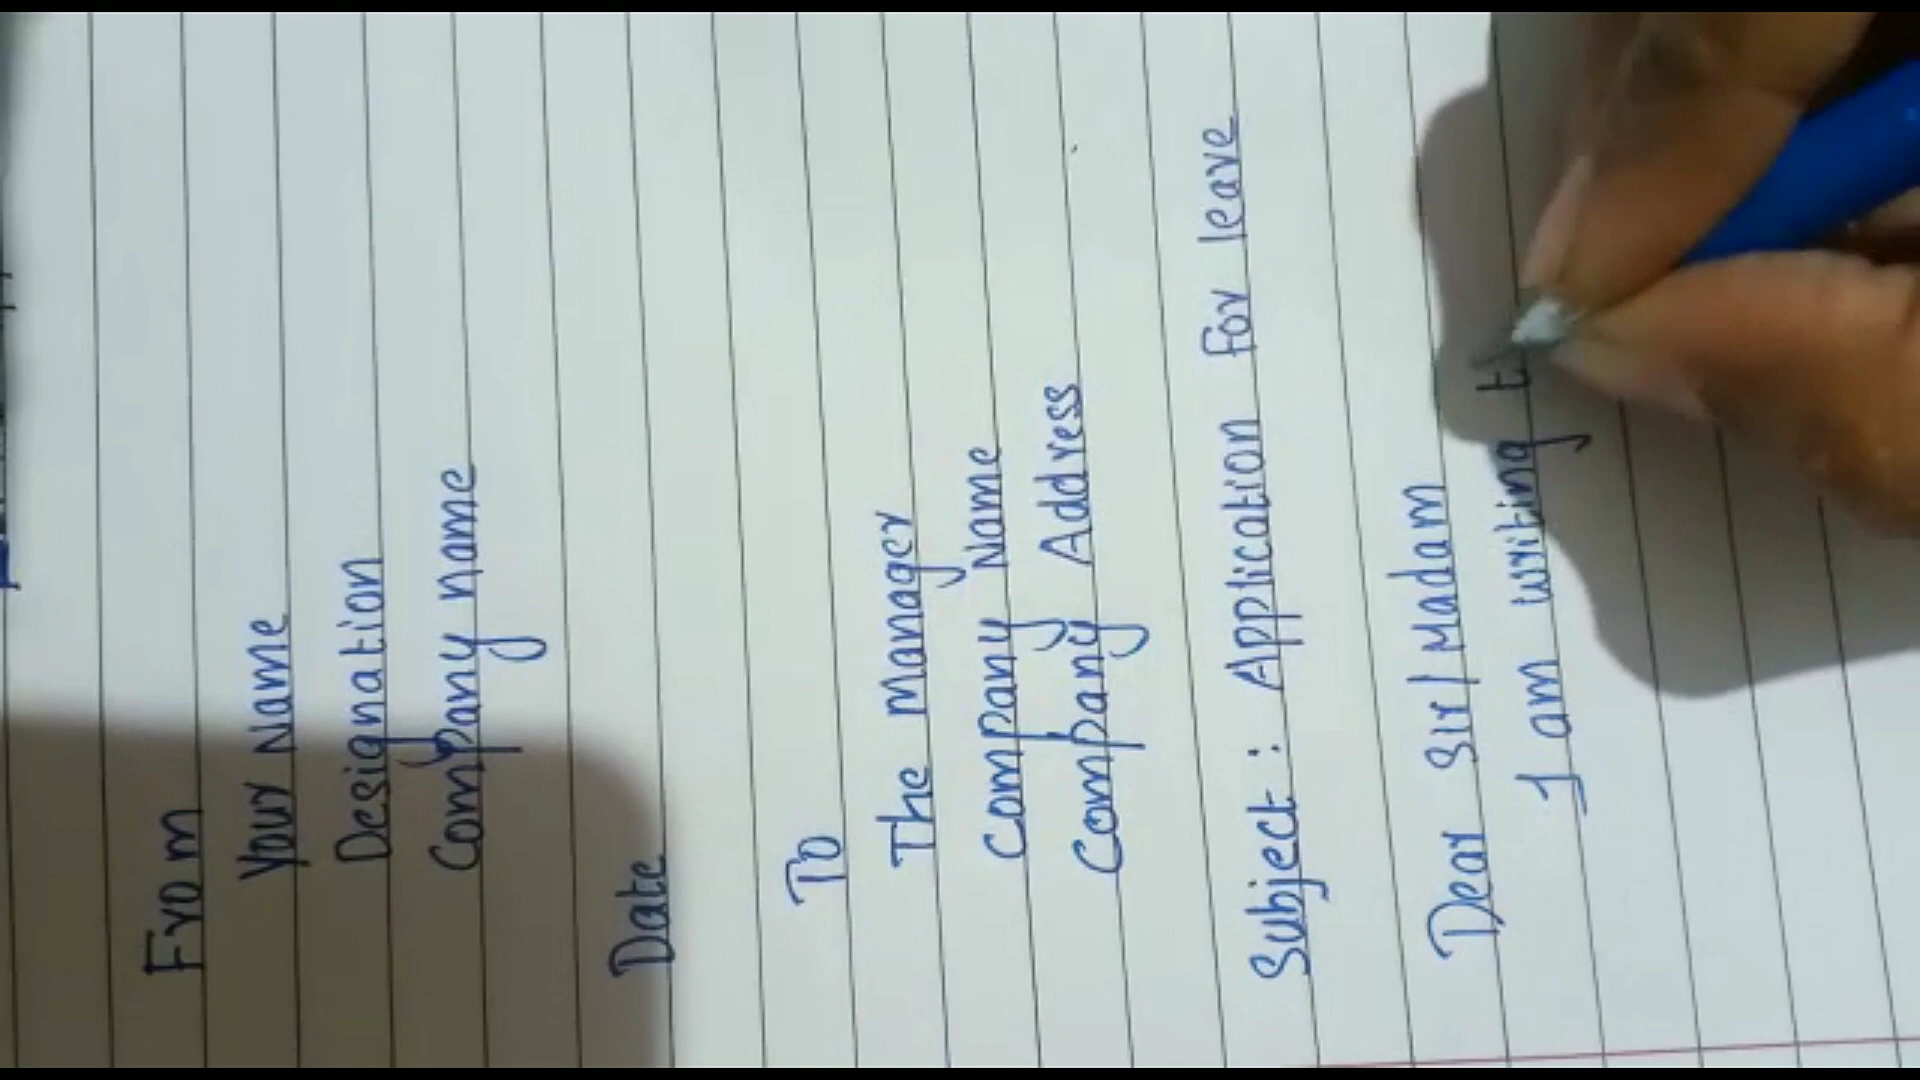 From
Your Name
Designation
Company name
Date
To
The Manager
Company Name
Company Address
Subject : Application for leave
Dear Sir/Madam
I am writing t